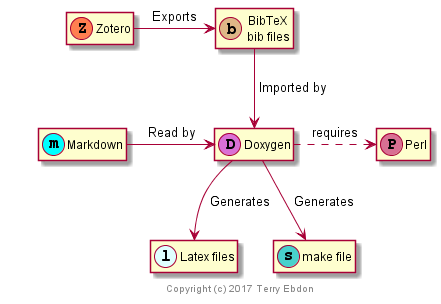 Exports
Z Zotero
b BibTeX
bib files
Imported by
m Markdown
Read by
D Doxygen
requires
P Perl
Generates
Generates
l Latex files
s make file
Copyright (c) 2017 Terry Ebdon